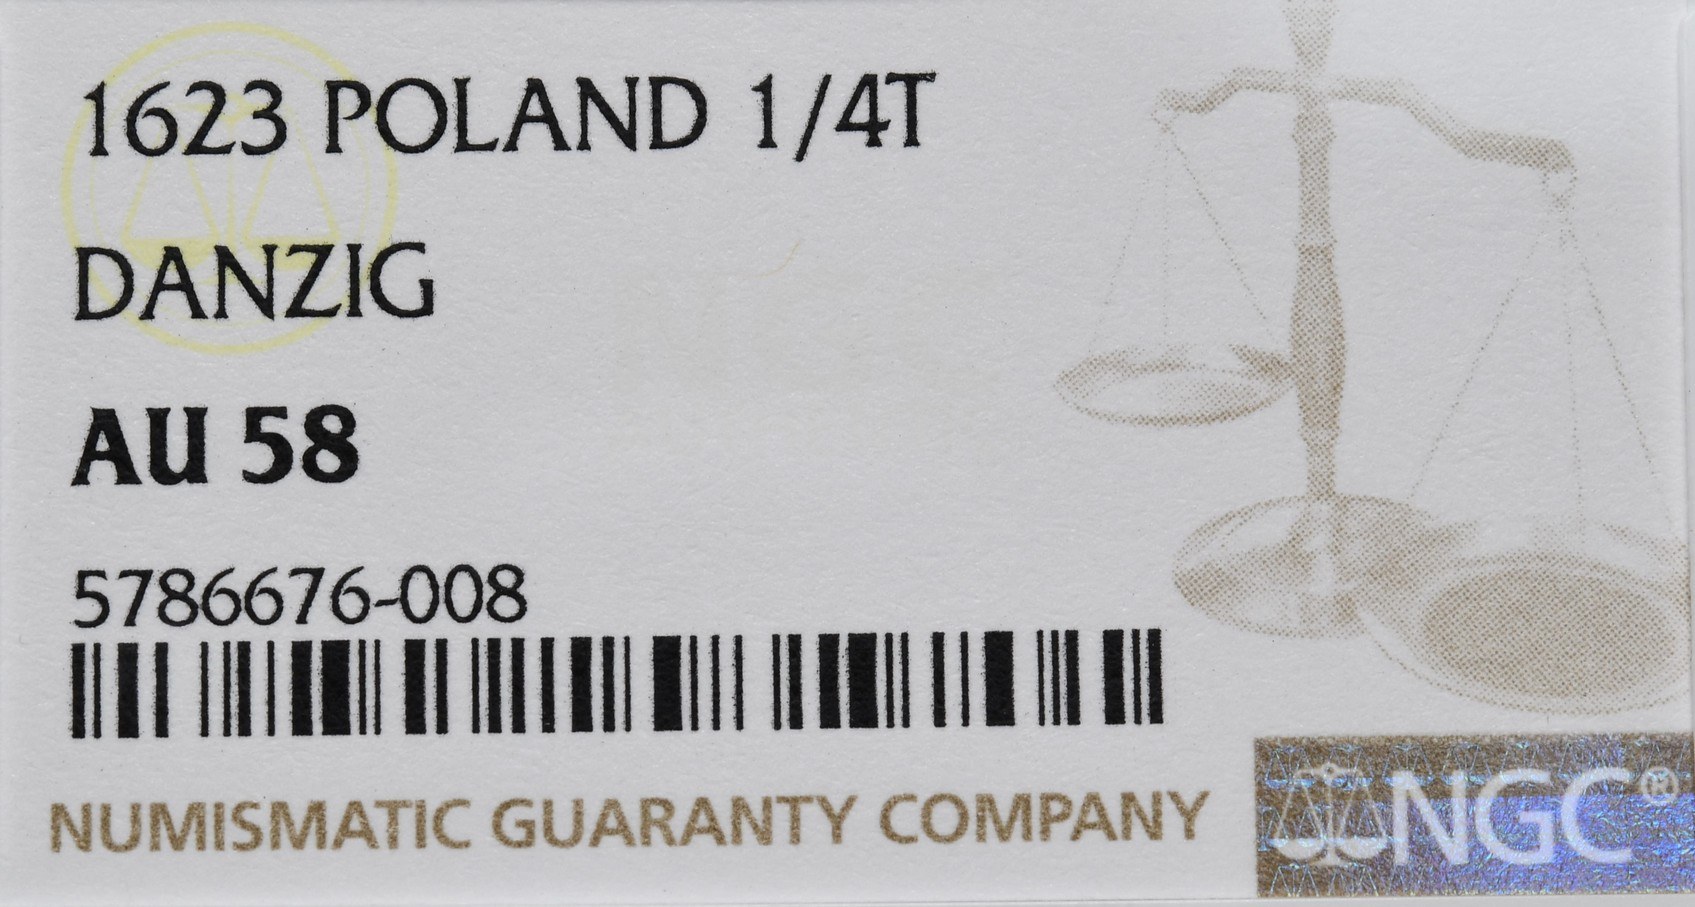 1623 POLAND 1/4T
DANZIG
AU 58
5786676-008
NUMISMATIC GUARANTY COMPANY
NGC®